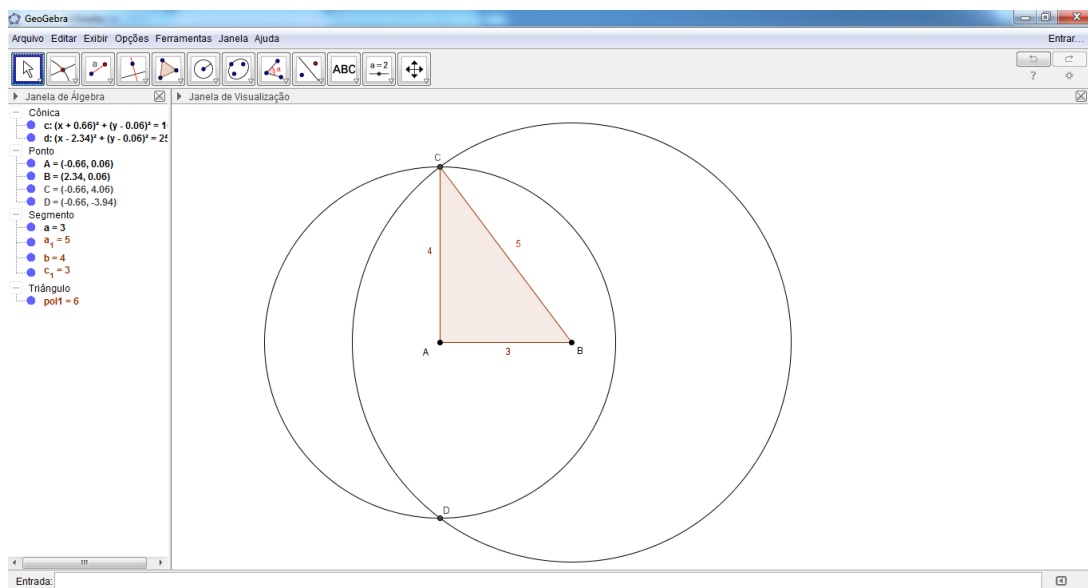 GeoGebra
Arquivo Editar Exibir Opções Ferramentas Janela Ajuda
Entrar...
a
α
ABC
a=2
?
Janela de Álgebra
Cônica
c: (x + 0.66)² + (y - 0.06)² = 1
d: (x - 2.34)² + (y - 0.06)² = 25
Ponto
A = (-0.66, 0.06)
B = (2.34, 0.06)
C = (-0.66, 4.06)
D = (-0.66, -3.94)
Segmento
a = 3
a₁ = 5
b = 4
c₁ = 3
Triângulo
pol1 = 6
Janela de Visualização
C
4
5
A
3
B
D
Entrada: